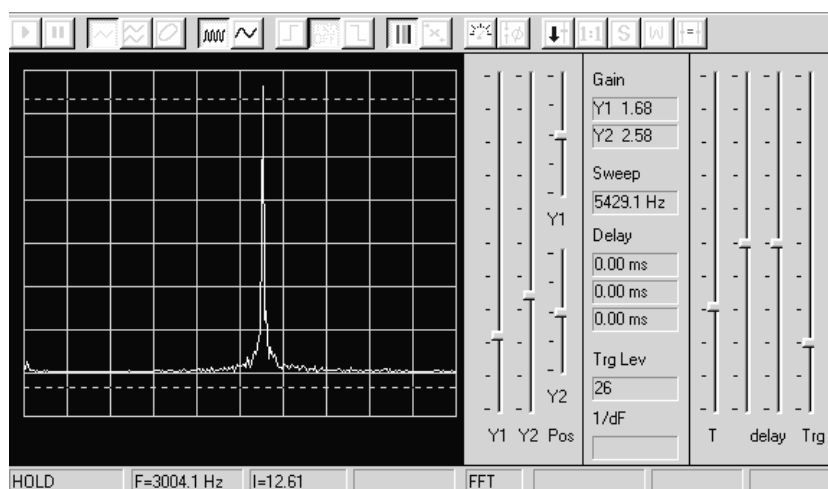 1:1 S W
Gain
Y1 1.68
Y2 2.58
Sweep
5429.1 Hz
Y1
Delay
0.00 ms
0.00 ms
0.00 ms
Trg Lev
26
Y2
1/dF
Y1 Y2 Pos
T delay Trg
HOLD F=3004.1 Hz I=12.61 FFT